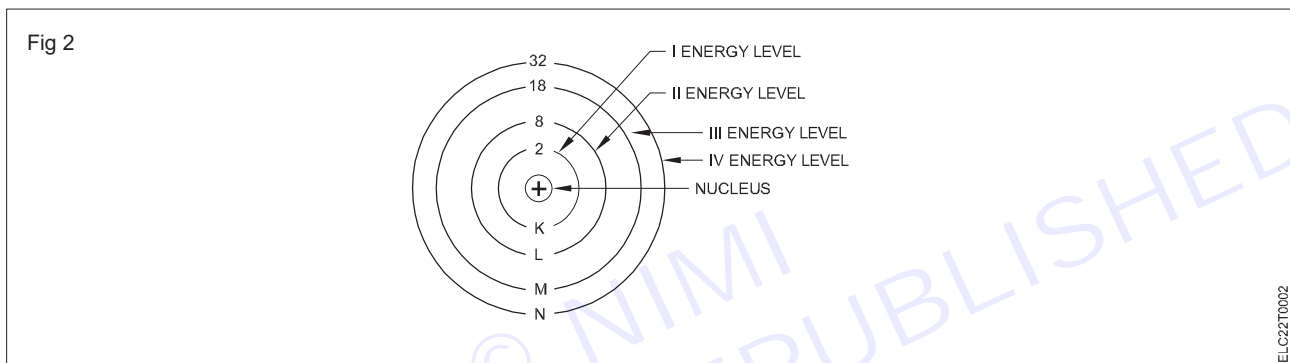 Fig 2
32
18
8
2
+
K
L
M
N
I ENERGY LEVEL
II ENERGY LEVEL
III ENERGY LEVEL
IV ENERGY LEVEL
NUCLEUS
© NIMI
PUBLISHED
ELC22T0002